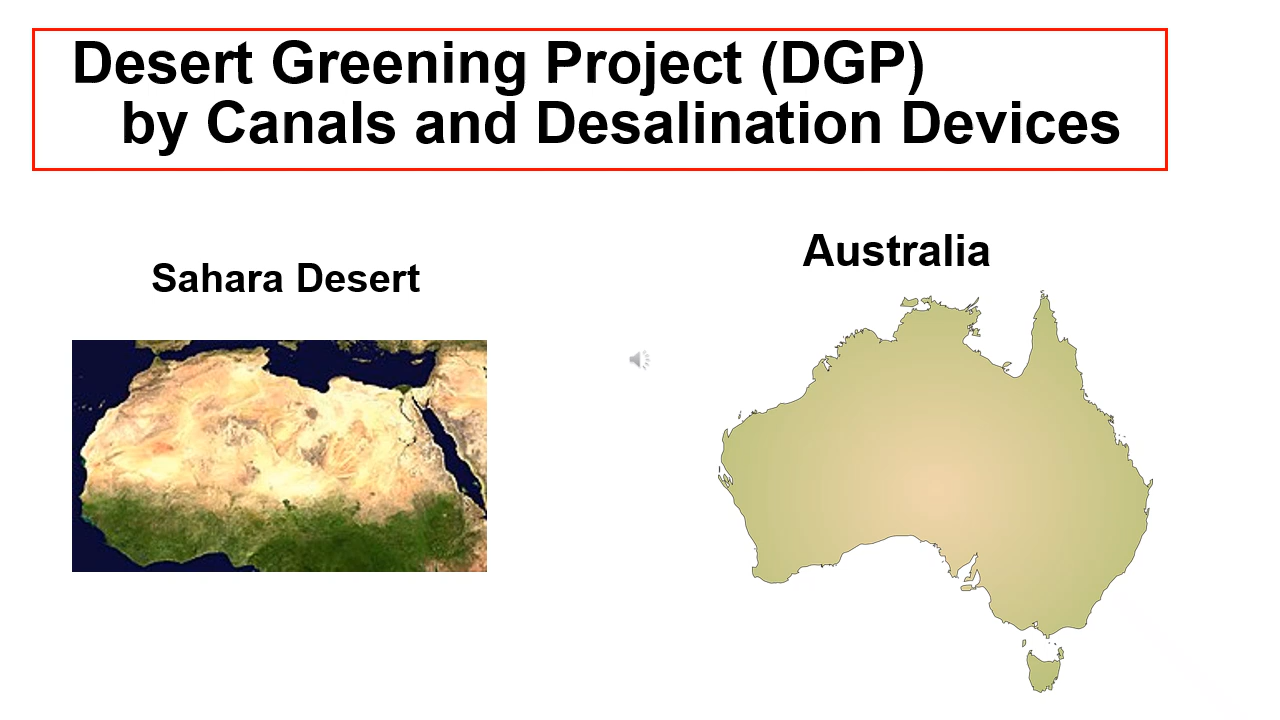 Desert Greening Project (DGP)
by Canals and Desalination Devices
Sahara Desert
Australia